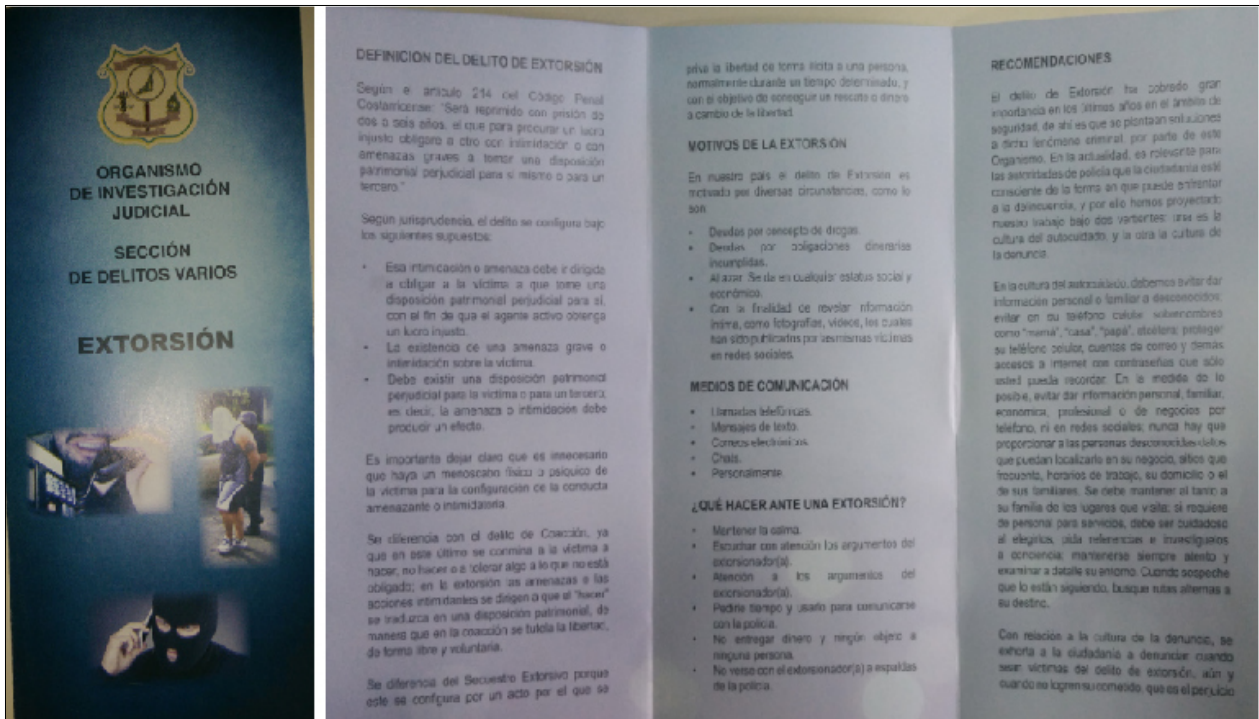 ORGANISMO
DE INVESTIGACIÓN
JUDICIAL
SECCIÓN
DE DELITOS VARIOS
EXTORSIÓN
DEFINICION DEL DELITO DE EXTORSIÓN
Según el artículo 214 del Código Penal
Costarricense: "Será reprimido con prisión de
dos a seis años, el que para procurar un lucro
injusto obligare a otro con intimidación o con
amenazas graves a tomar una disposición
patrimonial perjudicial para sí mismo o para un
tercero."
Según jurisprudencia, el delito se configura bajo
los siguientes supuestos:
• Esa intimidación o amenaza debe ir dirigida
a obligar a la víctima a que tome una
disposición patrimonial perjudicial para sí,
con el fin de que el agente activo obtenga
un lucro injusto.
• La existencia de una amenaza grave o
intimidación sobre la víctima.
• Debe existir una disposición patrimonial
perjudicial para la víctima o para un tercero;
es decir, la amenaza o intimidación debe
producir un efecto.
Es importante dejar claro que es innecesario
que haya un menoscabo físico o psíquico de
la víctima para la configuración de la conducta
amenazante o intimidatoria.
Se diferencia con el delito de Coacción, ya
que en este último se conmina a la víctima a
hacer, no hacer o a tolerar algo a lo que no está
obligado; en la extorsión las amenazas o las
acciones intimidantes se dirigen a que el "hacer"
se traduzca en una disposición patrimonial, de
manera que en la coacción se tutela la libertad,
de forma libre y voluntaria.
Se diferencia del Secuestro Extorsivo porque
este se configura por un acto por el que se
priva la libertad de forma ilícita a una persona,
normalmente durante un tiempo determinado, y
con el objetivo de conseguir un rescate o dinero
a cambio de la libertad.
MOTIVOS DE LA EXTORSIÓN
En nuestro país el delito de Extorsión es
motivado por diversas circunstancias, como lo
son:
• Deudas por concepto de drogas.
• Deudas por obligaciones dinerarias
incumplidas.
• Al azar. Se da en cualquier estatus social y
económico.
• Con la finalidad de revelar información
íntima, como fotografías, videos, los cuales
han sido publicados por las mismas víctimas
en redes sociales.
MEDIOS DE COMUNICACIÓN
• Llamadas telefónicas.
• Mensajes de texto.
• Correos electrónicos.
• Chats.
• Personalmente.
¿QUÉ HACER ANTE UNA EXTORSIÓN?
• Mantener la calma.
• Escuchar con atención los argumentos del
extorsionador(a).
• Atención a los argumentos del
extorsionador(a).
• Pedirle tiempo y usarlo para comunicarse
con la policía.
• No entregar dinero y ningún objeto a
ninguna persona.
• No verse con el extorsionador(a) a espaldas
de la policía.
RECOMENDACIONES
El delito de Extorsión ha cobrado gran
importancia en los últimos años en el ámbito de
seguridad, de ahí es que se plantean soluciones
a dicho fenómeno criminal, por parte de este
Organismo. En la actualidad, es relevante para
las autoridades de policía que la ciudadanía esté
consciente de la forma en que puede enfrentar
a la delincuencia, y por ello hemos proyectado
nuestro trabajo bajo dos vertientes: una es la
cultura del autocuidado, y la otra la cultura de
la denuncia.
En la cultura del autocuidado, debemos evitar dar
información personal o familiar a desconocidos;
evitar en su teléfono celular sobrenombres
como "mamá", "casa", "papá", etcétera; proteger
su teléfono celular, cuentas de correo y demás
accesos a Internet con contraseñas que sólo
usted pueda recordar. En la medida de lo
posible, evitar dar información personal, familiar,
económica, profesional o de negocios por
teléfono, ni en redes sociales; nunca hay que
proporcionar a las personas desconocidas datos
que puedan localizarlo en su negocio, sitios que
frecuenta, horarios de trabajo, su domicilio o el
de sus familiares. Se debe mantener al tanto a
su familia de los lugares que visita; si requiere
de personal para servicios, debe ser cuidadoso
al elegirlos, pida referencias e investíguelos
a conciencia; mantenerse siempre atento y
examinar a detalle su entorno. Cuando sospeche
que lo están siguiendo, busque rutas alternas a
su destino.
Con relación a la cultura de la denuncia, se
exhorta a la ciudadanía a denunciar cuando
sean víctimas del delito de extorsión, aún y
cuando no logren su cometido, que es el perjuicio